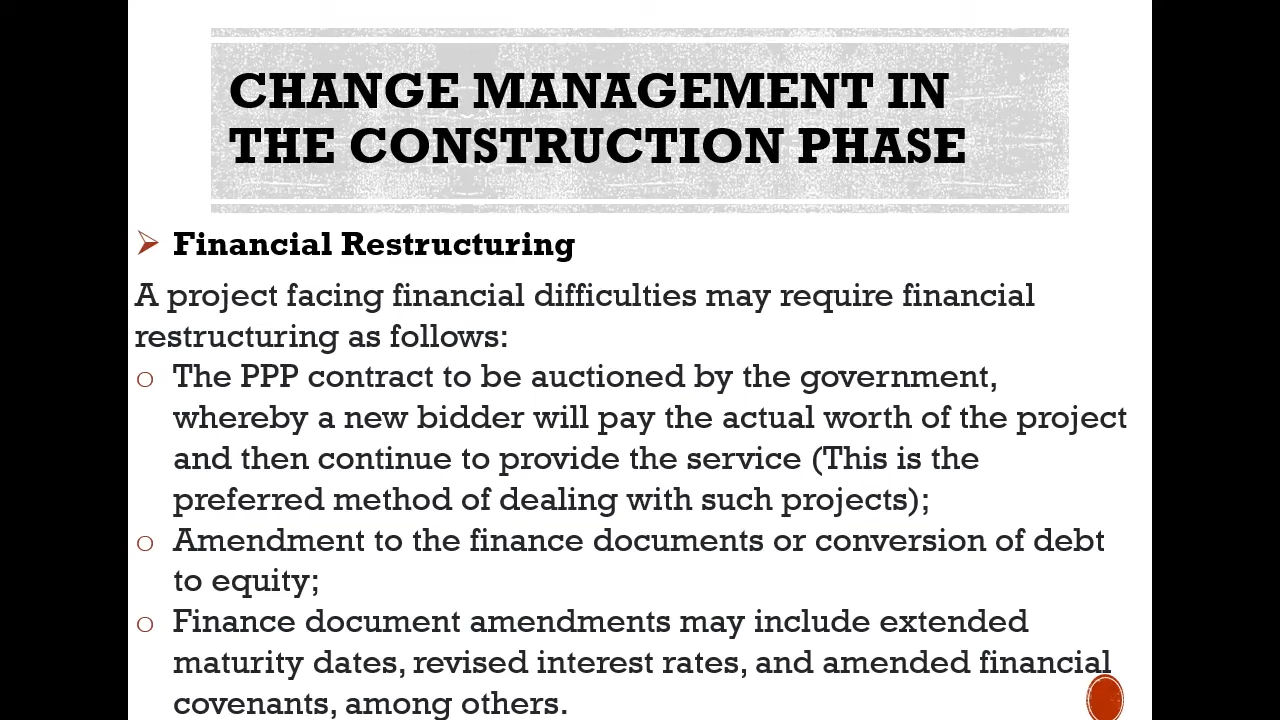 CHANGE MANAGEMENT IN
THE CONSTRUCTION PHASE
Financial Restructuring
A project facing financial difficulties may require financial
restructuring as follows:
The PPP contract to be auctioned by the government,
whereby a new bidder will pay the actual worth of the project
and then continue to provide the service (This is the
preferred method of dealing with such projects);
Amendment to the finance documents or conversion of debt
to equity;
Finance document amendments may include extended
maturity dates, revised interest rates, and amended financial
covenants, among others.